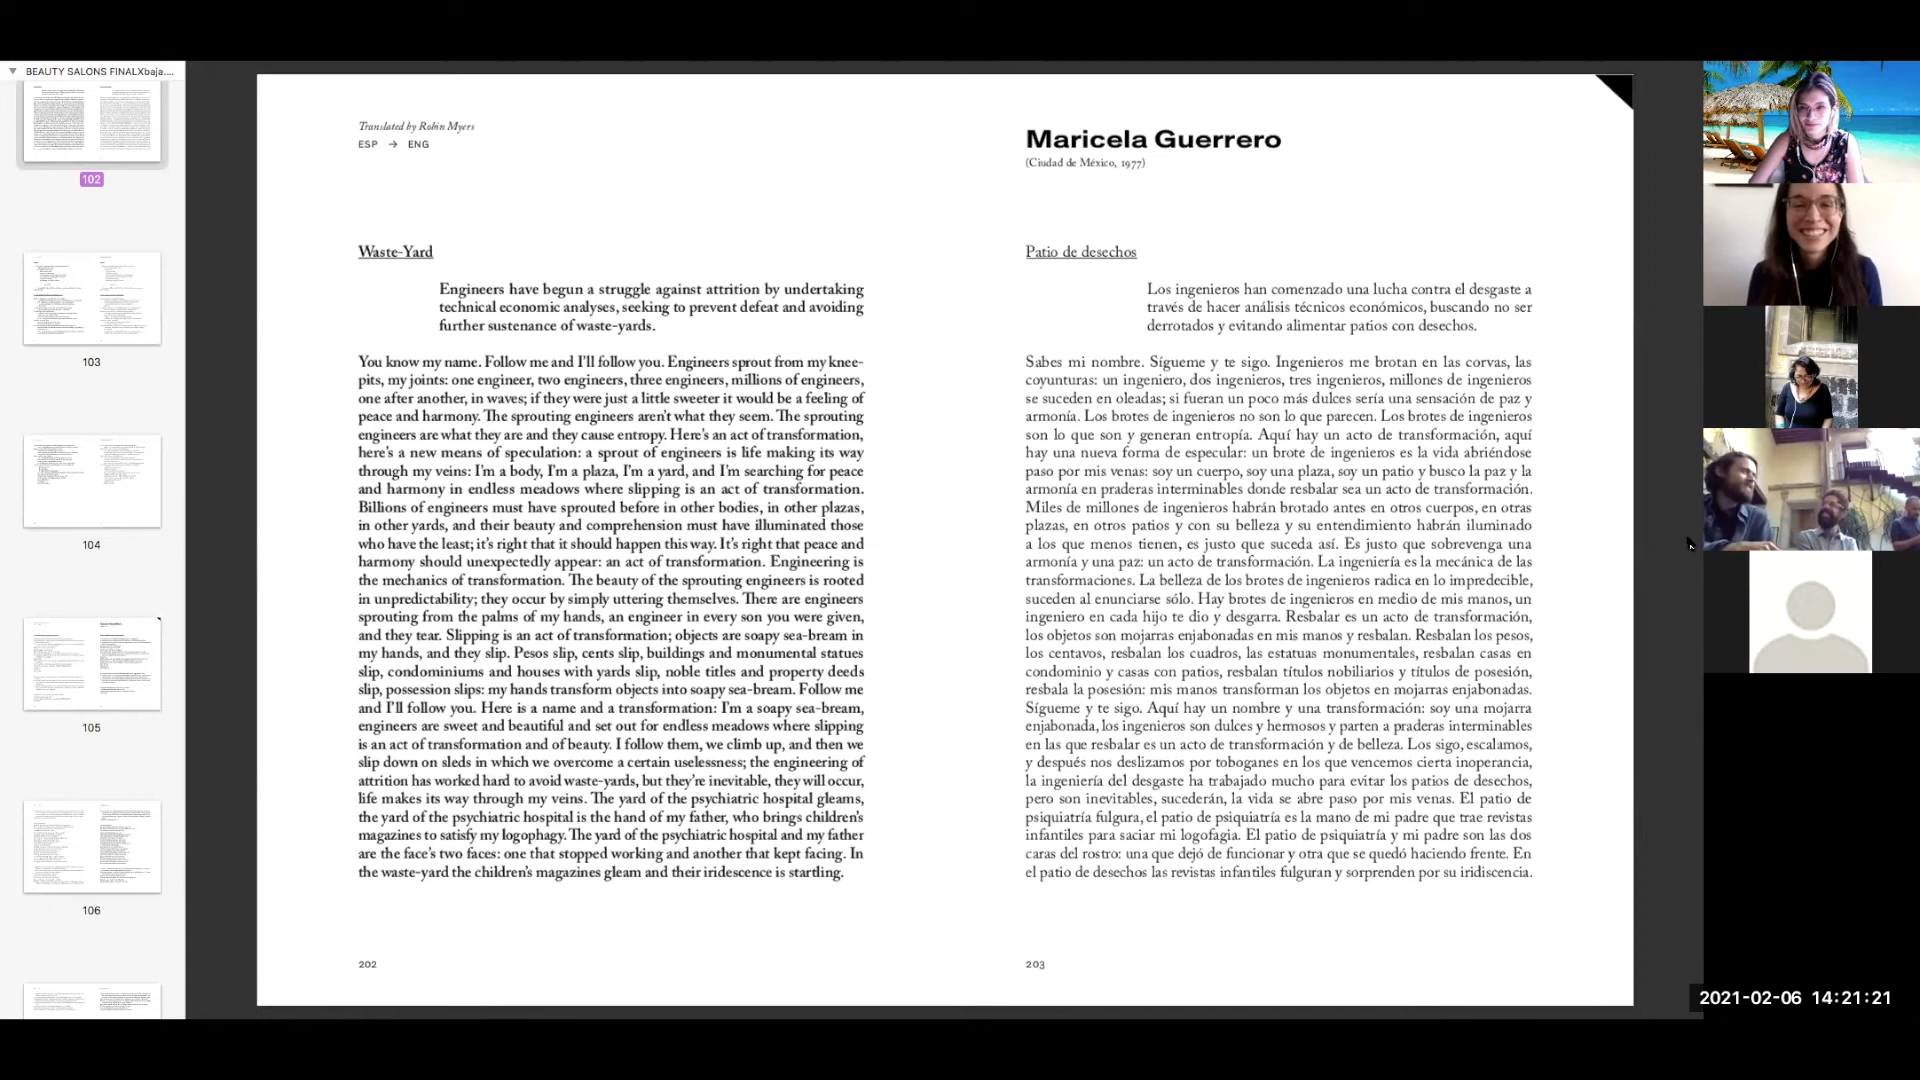 BEAUTY SALONS FINALXbaja....
102
103
104
105
106
Translated by Robin Myers
ESP → ENG
Waste-Yard
Engineers have begun a struggle against attrition by undertaking
technical economic analyses, seeking to prevent defeat and avoiding
further sustenance of waste-yards.
You know my name. Follow me and I'll follow you. Engineers sprout from my knee-
pits, my joints: one engineer, two engineers, three engineers, millions of engineers,
one after another, in waves; if they were just a little sweeter it would be a feeling of
peace and harmony. The sprouting engineers aren't what they seem. The sprouting
engineers are what they are and they cause entropy. Here's an act of transformation,
here's a new means of speculation: a sprout of engineers is life making its way
through my veins: I'm a body, I'm a plaza, I'm a yard, and I'm searching for peace
and harmony in endless meadows where slipping is an act of transformation.
Billions of engineers must have sprouted before in other bodies, in other plazas,
in other yards, and their beauty and comprehension must have illuminated those
who have the least; it's right that it should happen this way. It's right that peace and
harmony should unexpectedly appear: an act of transformation. Engineering is
the mechanics of transformation. The beauty of the sprouting engineers is rooted
in unpredictability; they occur by simply uttering themselves. There are engineers
sprouting from the palms of my hands, an engineer in every son you were given,
and they tear. Slipping is an act of transformation; objects are soapy sea-bream in
my hands, and they slip. Pesos slip, cents slip, buildings and monumental statues
slip, condominiums and houses with yards slip, noble titles and property deeds
slip, possession slips: my hands transform objects into soapy sea-bream. Follow me
and I'll follow you. Here is a name and a transformation: I'm a soapy sea-bream,
engineers are sweet and beautiful and set out for endless meadows where slipping
is an act of transformation and of beauty. I follow them, we climb up, and then we
slip down on sleds in which we overcome a certain uselessness; the engineering of
attrition has worked hard to avoid waste-yards, but they're inevitable, they will occur,
life makes its way through my veins. The yard of the psychiatric hospital gleams,
the yard of the psychiatric hospital is the hand of my father, who brings children's
magazines to satisfy my logophagy. The yard of the psychiatric hospital and my father
are the face's two faces: one that stopped working and another that kept facing. In
the waste-yard the children's magazines gleam and their iridescence is startling.
202
Maricela Guerrero
(Ciudad de México, 1977)
Patio de desechos
Los ingenieros han comenzado una lucha contra el desgaste a
través de hacer análisis técnicos económicos, buscando no ser
derrotados y evitando alimentar patios con desechos.
Sabes mi nombre. Sígueme y te sigo. Ingenieros me brotan en las corvas, las
coyunturas: un ingeniero, dos ingenieros, tres ingenieros, millones de ingenieros
se suceden en oleadas; si fueran un poco más dulces sería una sensación de paz y
armonía. Los brotes de ingenieros no son lo que parecen. Los brotes de ingenieros
son lo que son y generan entropía. Aquí hay un acto de transformación, aquí
hay una nueva forma de especular: un brote de ingenieros es la vida abriéndose
paso por mis venas: soy un cuerpo, soy una plaza, soy un patio y busco la paz y la
armonía en praderas interminables donde resbalar sea un acto de transformación.
Miles de millones de ingenieros habrán brotado antes en otros cuerpos, en otras
plazas, en otros patios y con su belleza y su entendimiento habrán iluminado
a los que menos tienen, es justo que suceda así. Es justo que sobrevenga una
armonía y una paz: un acto de transformación. La ingeniería es la mecánica de las
transformaciones. La belleza de los brotes de ingenieros radica en lo impredecible,
suceden al enunciarse sólo. Hay brotes de ingenieros en medio de mis manos, un
ingeniero en cada hijo te dio y desgarra. Resbalar es un acto de transformación,
los objetos son mojarras enjabonadas en mis manos y resbalan. Resbalan los pesos,
los centavos, resbalan los cuadros, las estatuas monumentales, resbalan casas en
condominio y casas con patios, resbalan títulos nobiliarios y títulos de posesión,
resbala la posesión: mis manos transforman los objetos en mojarras enjabonadas.
Sígueme y te sigo. Aquí hay un nombre y una transformación: soy una mojarra
enjabonada, los ingenieros son dulces y hermosos y parten a praderas interminables
en las que resbalar es un acto de transformación y de belleza. Los sigo, escalamos,
y después nos deslizamos por toboganes en los que vencemos cierta inoperancia,
la ingeniería del desgaste ha trabajado mucho para evitar los patios de desechos,
pero son inevitables, sucederán, la vida se abre paso por mis venas. El patio de
psiquiatría fulgura, el patio de psiquiatría es la mano de mi padre que trae revistas
infantiles para saciar mi logofagia. El patio de psiquiatría y mi padre son las dos
caras del rostro: una que dejó de funcionar y otra que se quedó haciendo frente. En
el patio de desechos las revistas infantiles fulguran y sorprenden por su iridiscencia.
203
2021-02-06 14:21:21